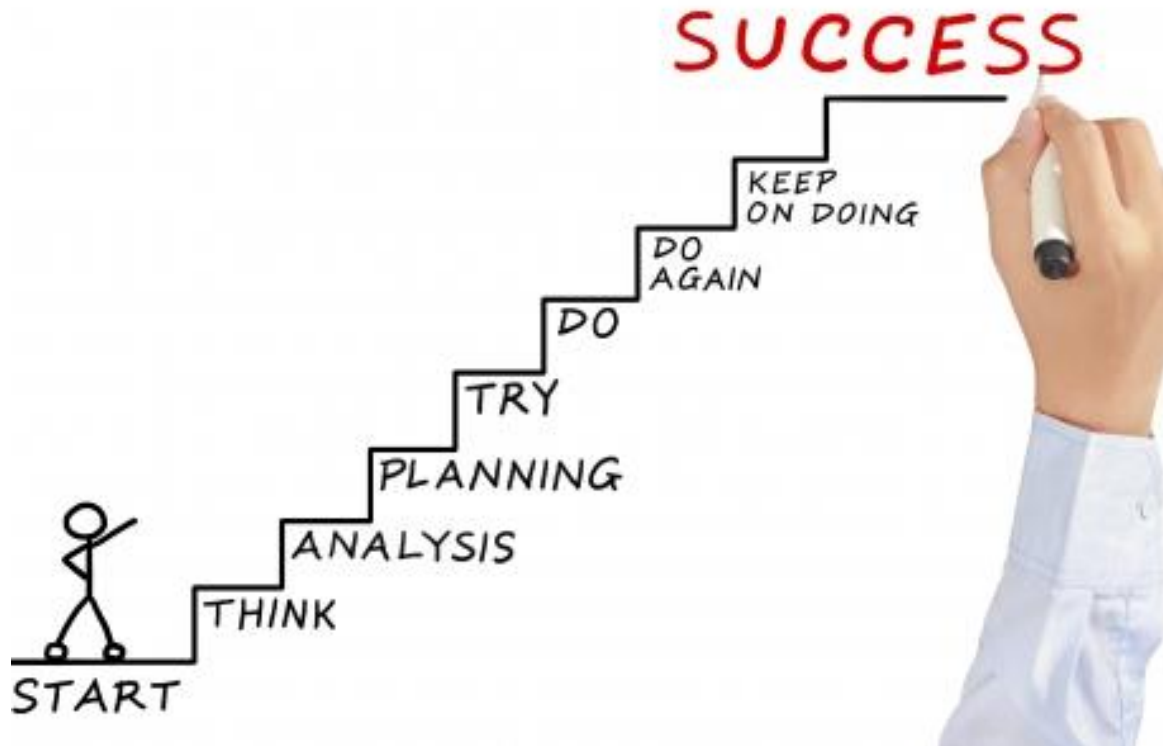 SUCCESS
KEEP
ON DOING
DO
AGAIN
DO
TRY
PLANNING
ANALYSIS
THINK
START